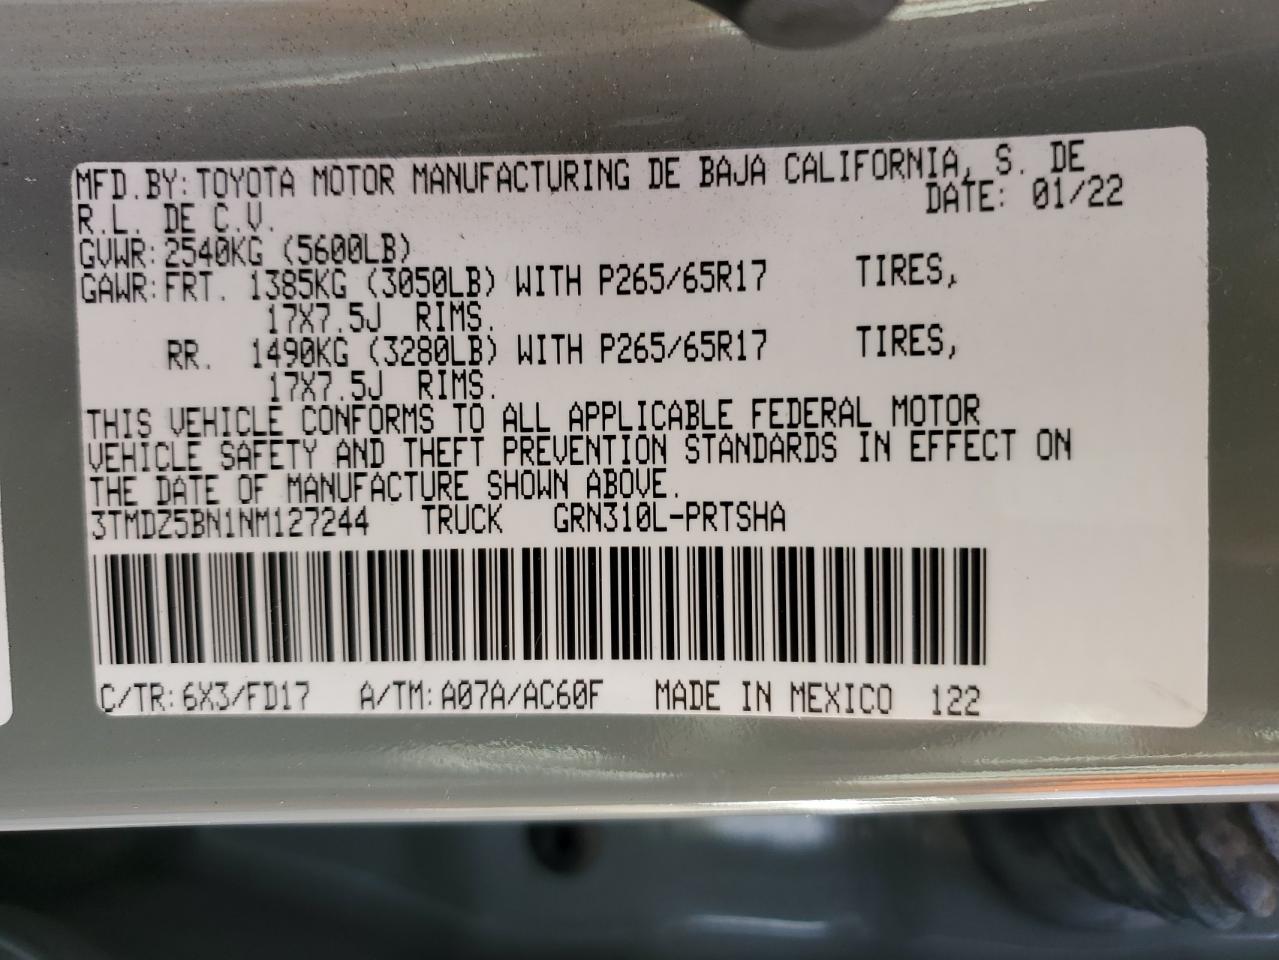 MFD.BY:TOYOTA MOTOR MANUFACTURING DE BAJA CALIFORNIA, S. DE
R.L. DE C.V. DATE: 01/22
GVWR:2540KG (5600LB)
GAWR:FRT. 1385KG (3050LB) WITH P265/65R17 TIRES,
17X7.5J RIMS.
RR. 1490KG (3280LB) WITH P265/65R17 TIRES,
17X7.5J RIMS.
THIS VEHICLE CONFORMS TO ALL APPLICABLE FEDERAL MOTOR
VEHICLE SAFETY AND THEFT PREVENTION STANDARDS IN EFFECT ON
THE DATE OF MANUFACTURE SHOWN ABOVE.
3TMDZ5BN1NM127244 TRUCK GRN310L-PRTSHA
C/TR:6X3/FD17 A/TM:A07A/AC60F MADE IN MEXICO 122